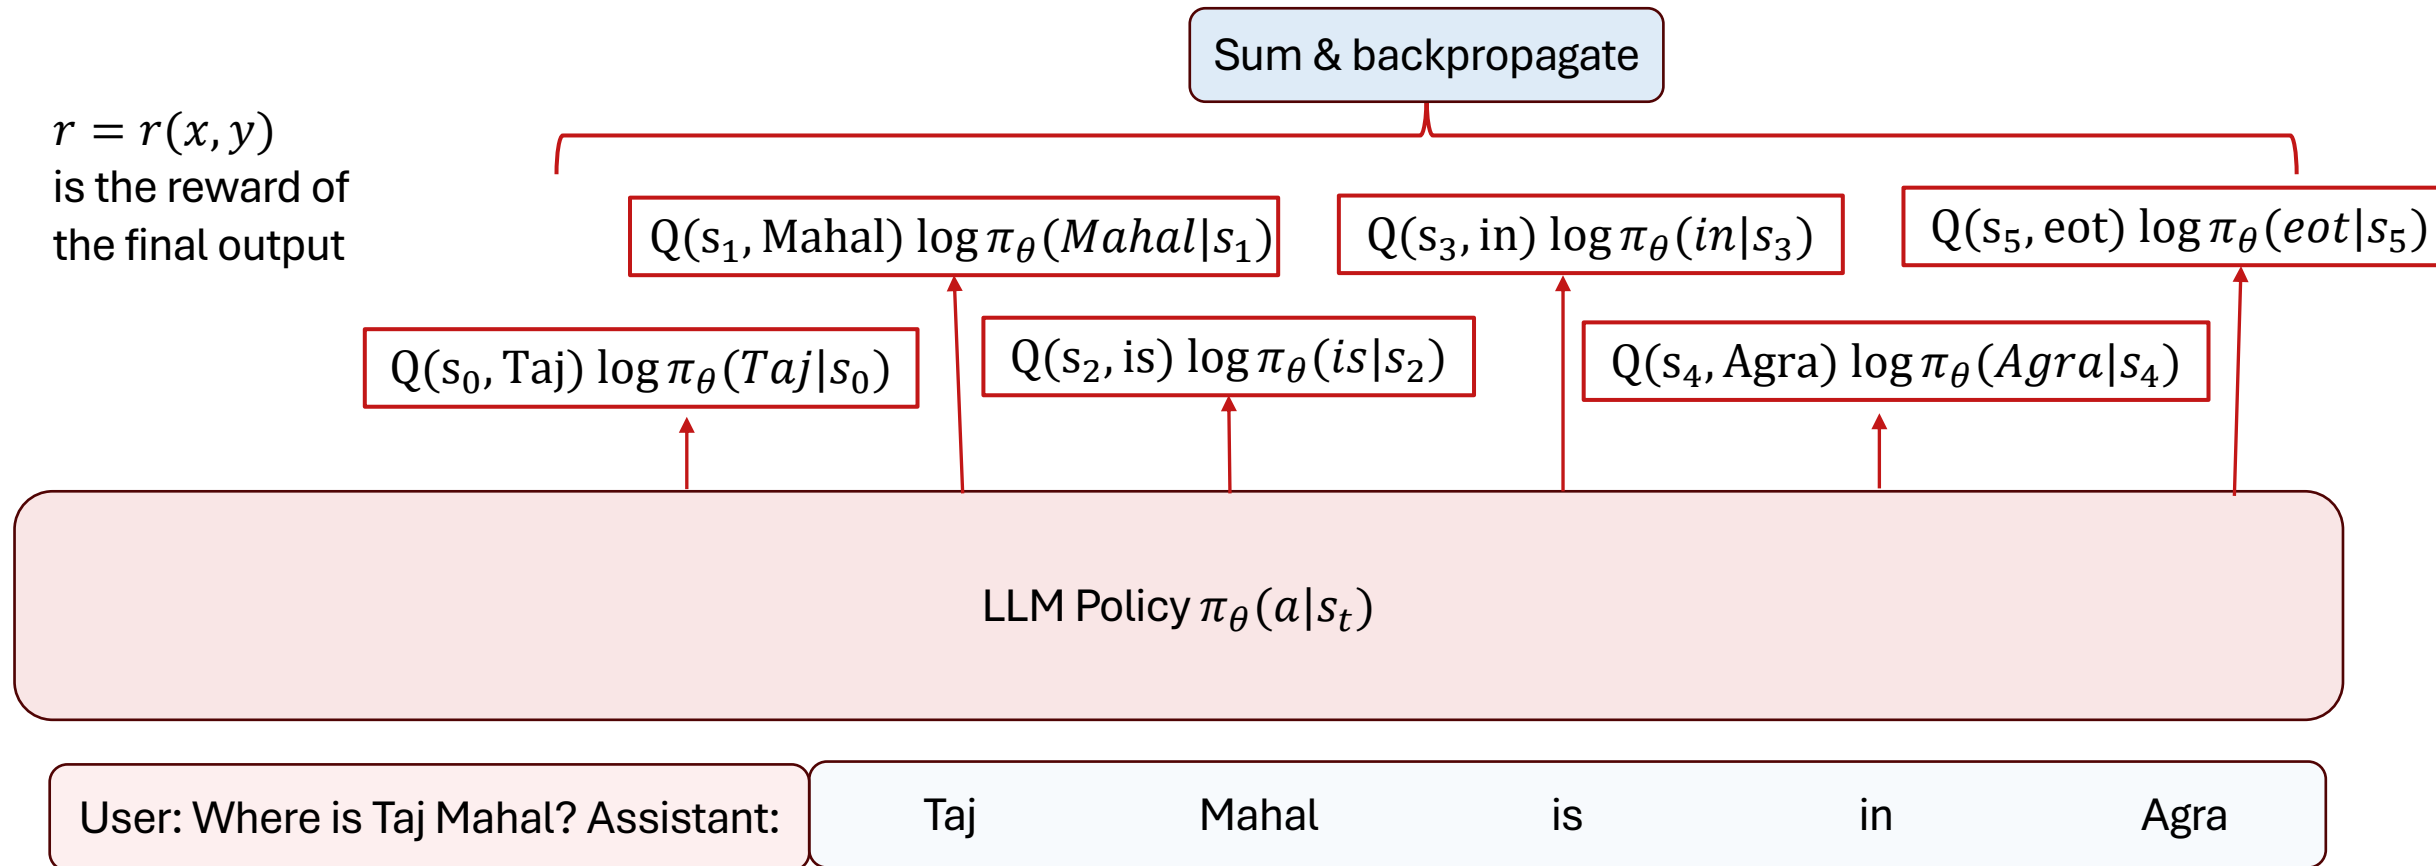 Sum & backpropagate
r = r(x, y)
is the reward of
the final output
Q(s₁, Mahal) log π_θ(Mahal|s₁)
Q(s₃, in) log π_θ(in|s₃)
Q(s₅, eot) log π_θ(eot|s₅)
Q(s₀, Taj) log π_θ(Taj|s₀)
Q(s₂, is) log π_θ(is|s₂)
Q(s₄, Agra) log π_θ(Agra|s₄)
LLM Policy π_θ(a|s_t)
User: Where is Taj Mahal? Assistant: Taj Mahal is in Agra